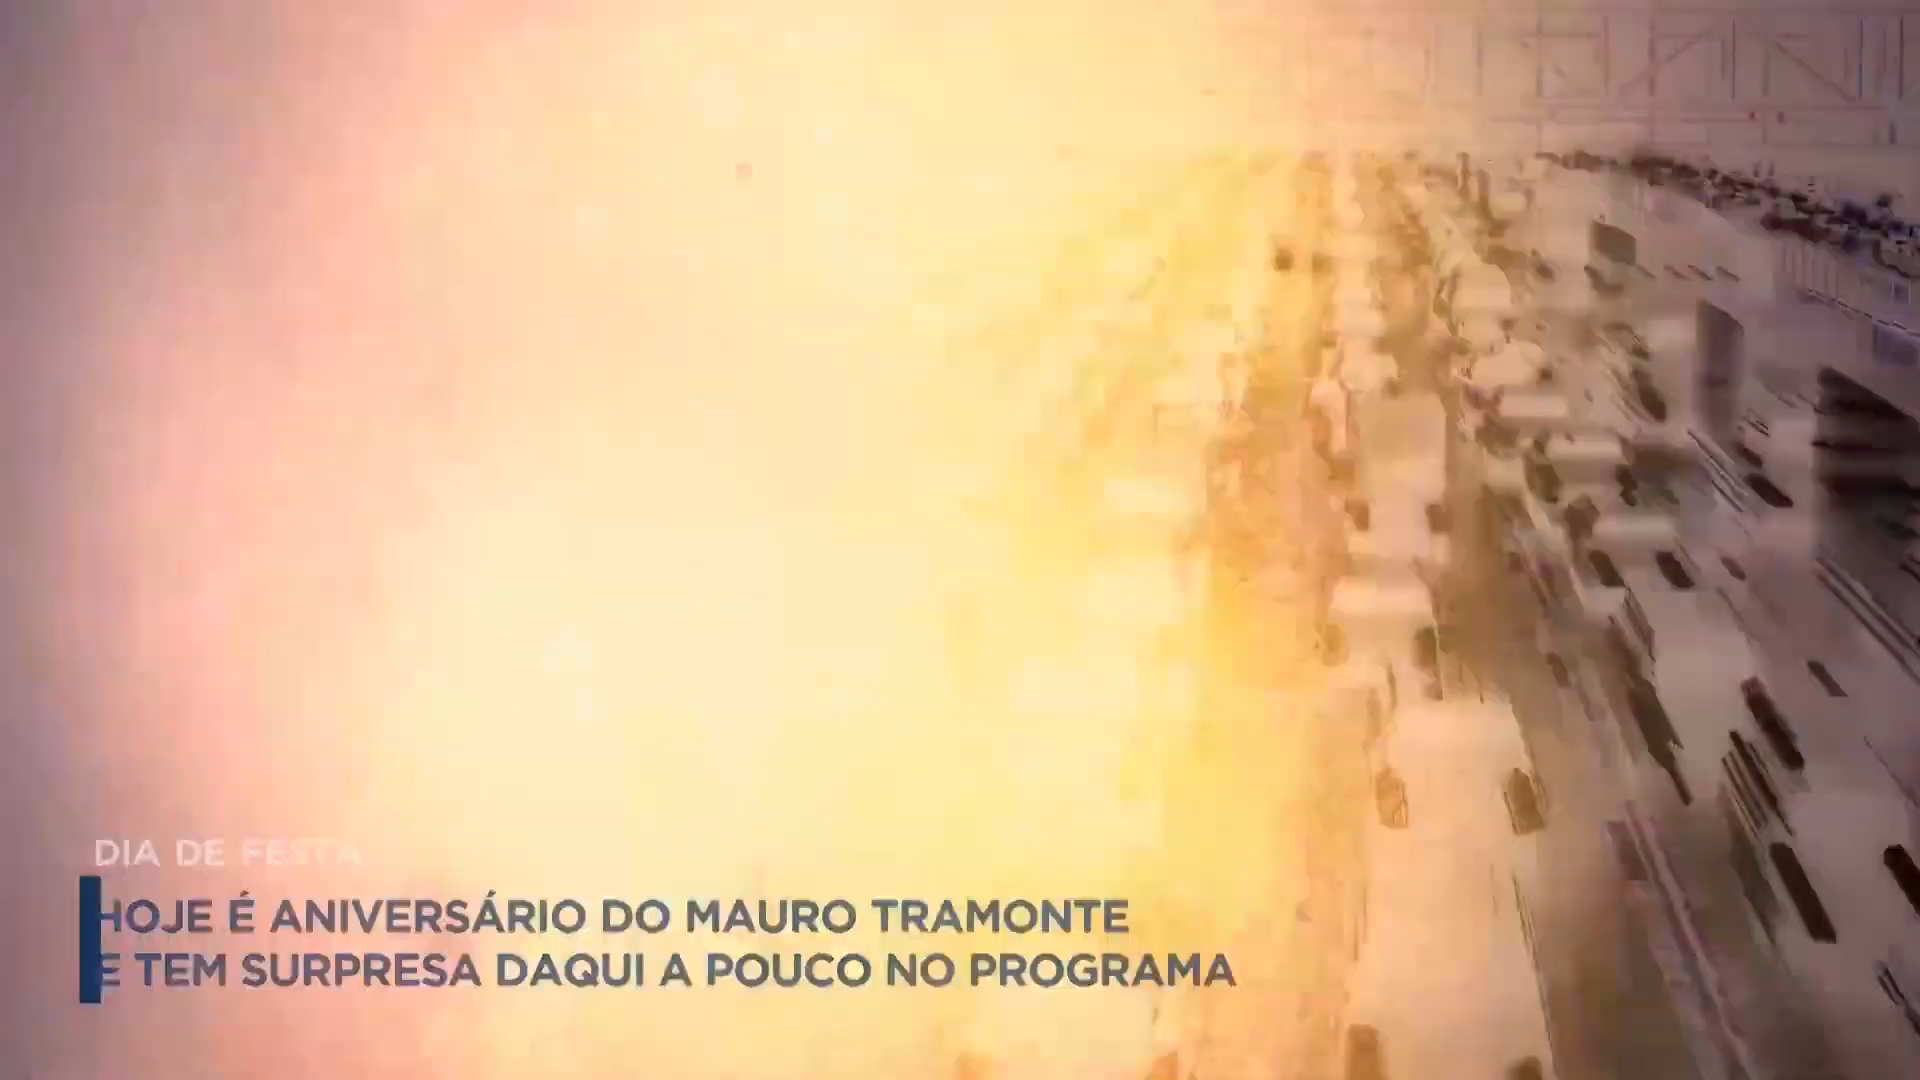 DIA DE FESTA
HOJE É ANIVERSÁRIO DO MAURO TRAMONTE
E TEM SURPRESA DAQUI A POUCO NO PROGRAMA